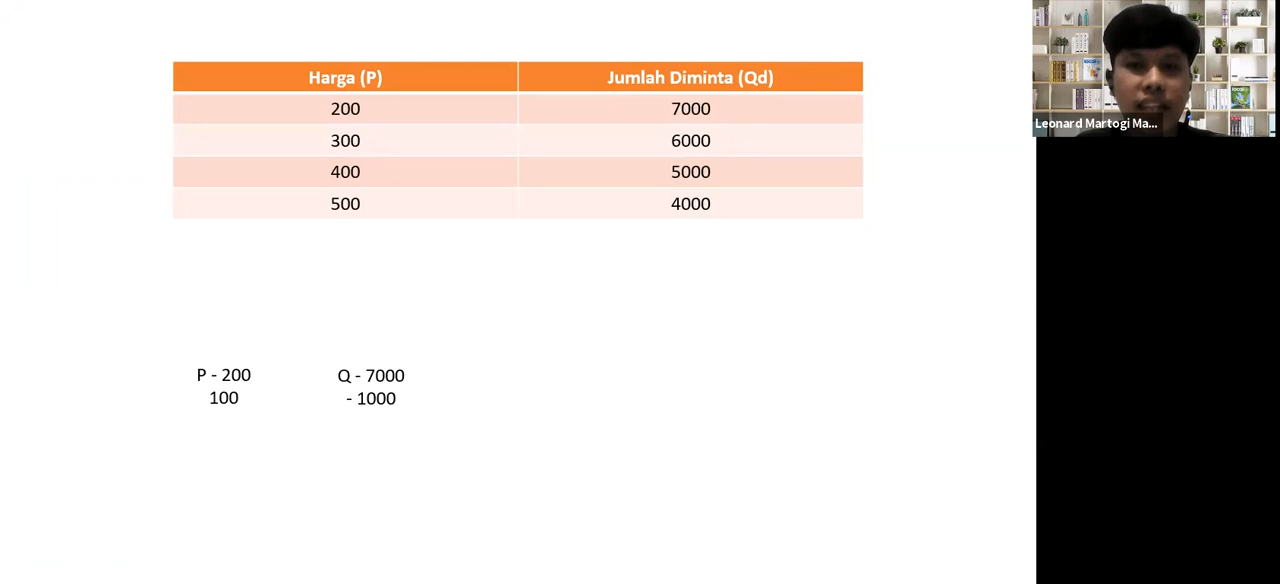 Harga (P) Jumlah Diminta (Qd)
200 7000
300 6000
400 5000
500 4000
P - 200 Q - 7000
100 - 1000
Leonard Martogi Ma...